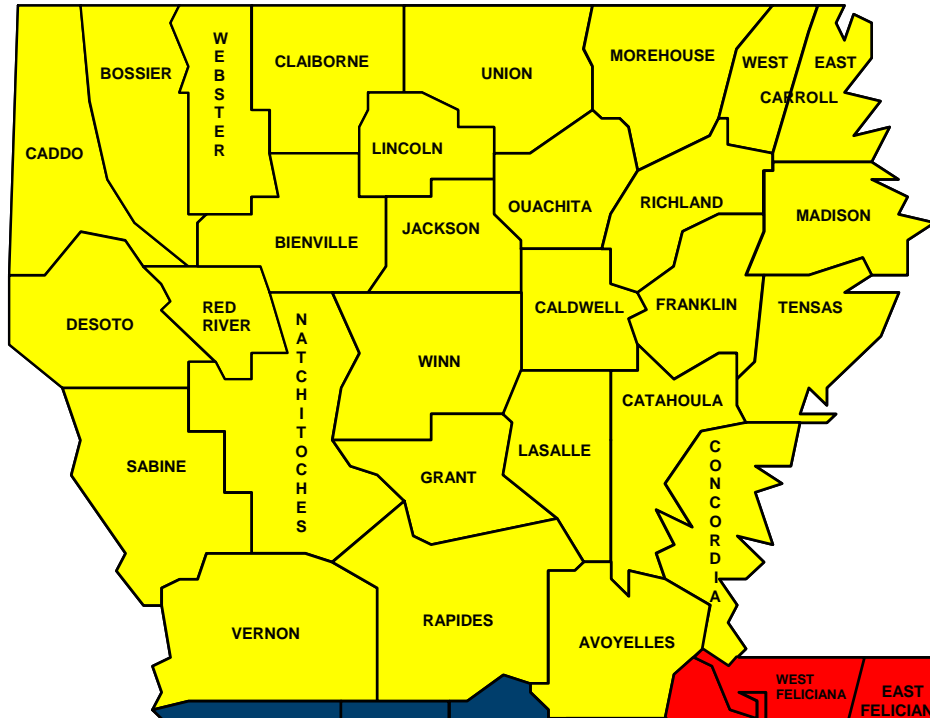 WEBSTER
BOSSIER
CLAIBORNE
UNION
MOREHOUSE
WEST
EAST
CARROLL
CADDO
LINCOLN
RICHLAND
MADISON
OUACHITA
JACKSON
BIENVILLE
DESOTO
RED
RIVER
NATCHITOCHES
CALDWELL
FRANKLIN
TENSAS
WINN
CATAHOULA
SABINE
GRANT
LASALLE
CONCORDIA
VERNON
RAPIDES
AVOYELLES
WEST
FELICIANA
EAST
FELICIAN